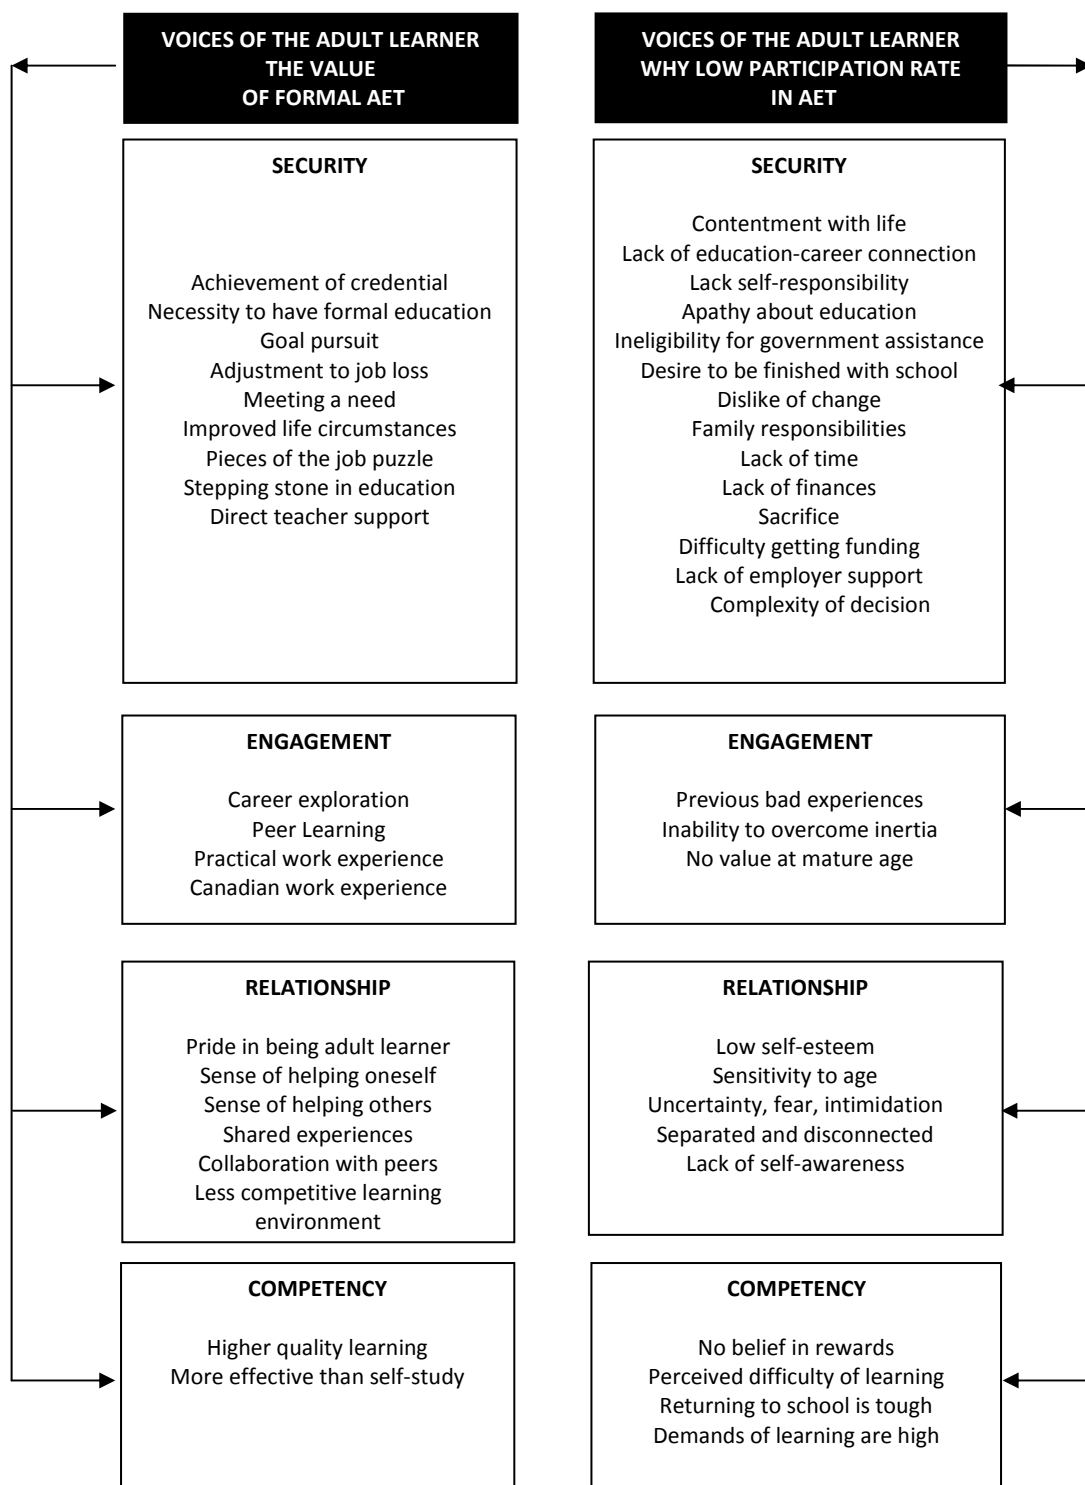 VOICES OF THE ADULT LEARNER
THE VALUE
OF FORMAL AET
SECURITY
Achievement of credential
Necessity to have formal education
Goal pursuit
Adjustment to job loss
Meeting a need
Improved life circumstances
Pieces of the job puzzle
Stepping stone in education
Direct teacher support
ENGAGEMENT
Career exploration
Peer Learning
Practical work experience
Canadian work experience
RELATIONSHIP
Pride in being adult learner
Sense of helping oneself
Sense of helping others
Shared experiences
Collaboration with peers
Less competitive learning
environment
COMPETENCY
Higher quality learning
More effective than self-study
VOICES OF THE ADULT LEARNER
WHY LOW PARTICIPATION RATE
IN AET
SECURITY
Contentment with life
Lack of education-career connection
Lack self-responsibility
Apathy about education
Ineligibility for government assistance
Desire to be finished with school
Dislike of change
Family responsibilities
Lack of time
Lack of finances
Sacrifice
Difficulty getting funding
Lack of employer support
Complexity of decision
ENGAGEMENT
Previous bad experiences
Inability to overcome inertia
No value at mature age
RELATIONSHIP
Low self-esteem
Sensitivity to age
Uncertainty, fear, intimidation
Separated and disconnected
Lack of self-awareness
COMPETENCY
No belief in rewards
Perceived difficulty of learning
Returning to school is tough
Demands of learning are high